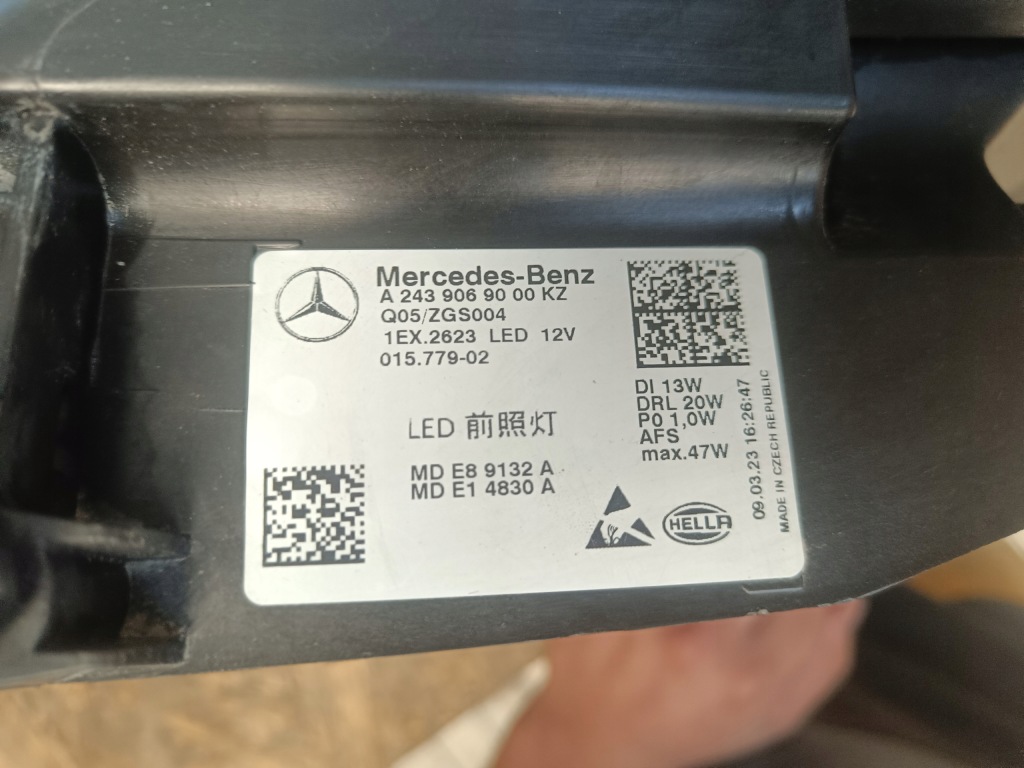 Mercedes-Benz
A 243 906 90 00 KZ
Q05/ZGS004
1EX.2623 LED 12V
015.779-02
LED 前照灯
MD E8 9132 A
MD E1 4830 A
DI 13W
DRL 20W
PO 1,0W
AFS
max.47W
HELLA
09.03.23 16:26:47
MADE IN CZECH REPUBLIC